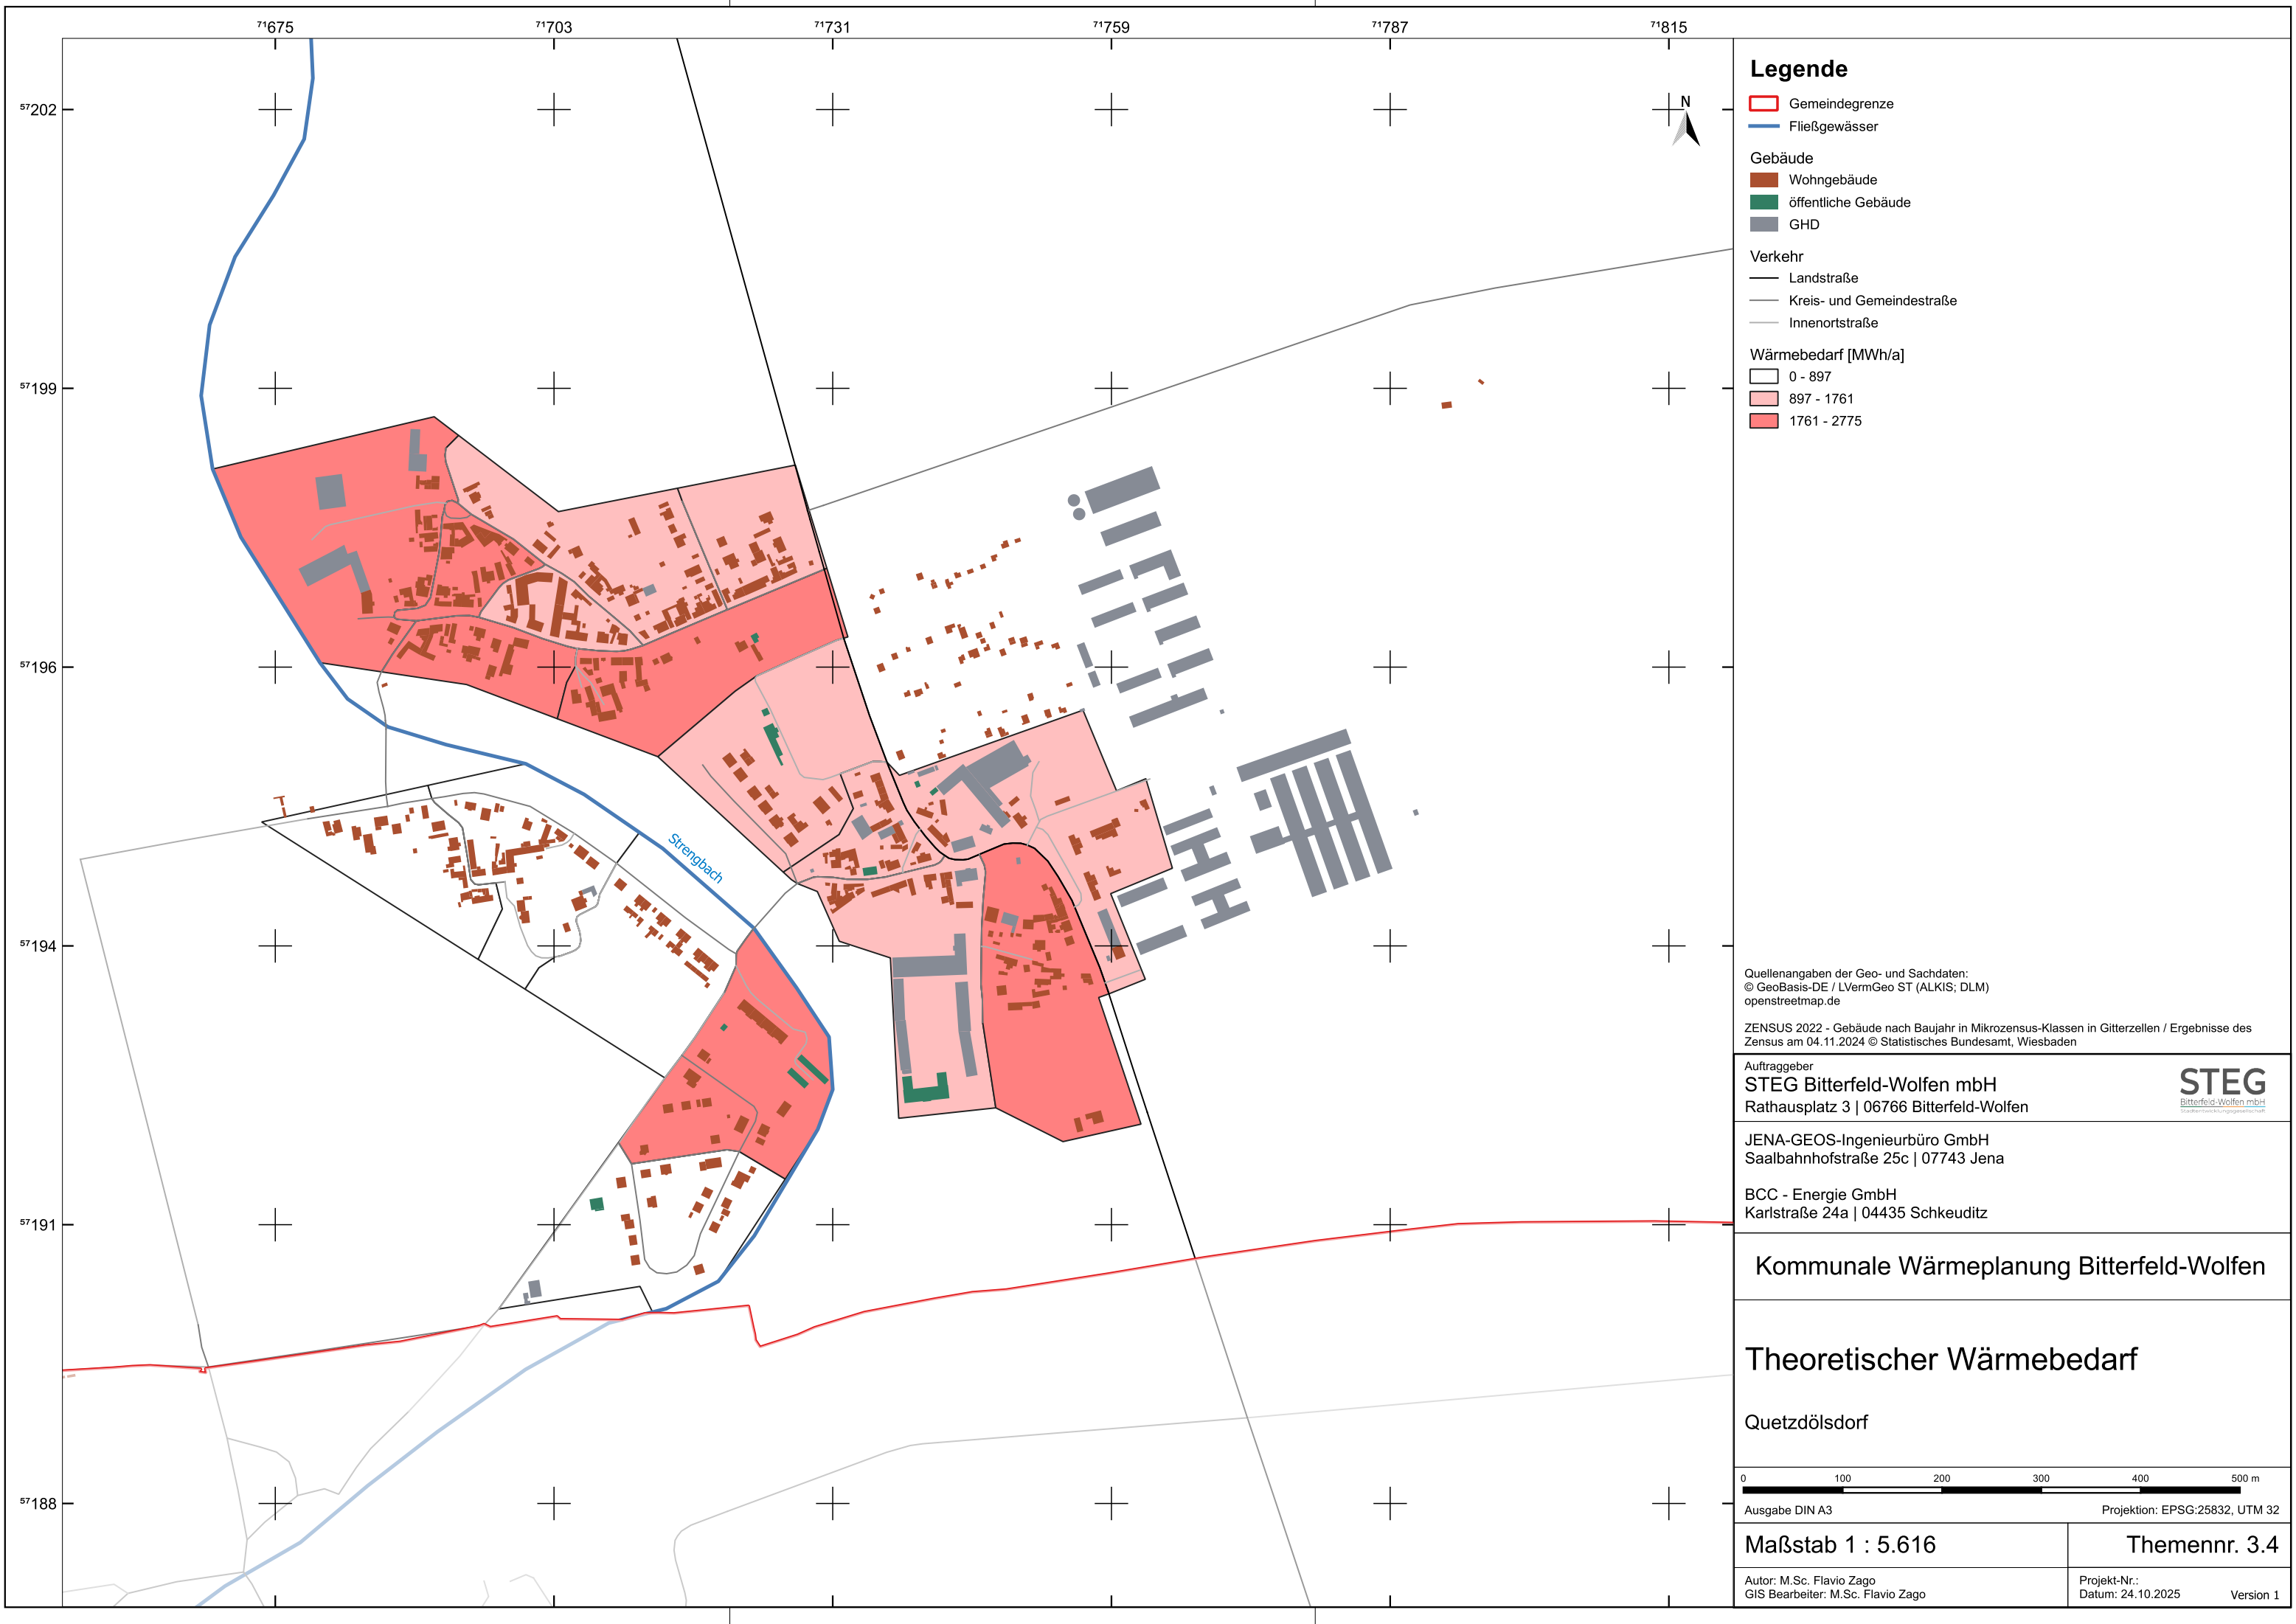 71675
71703
71731
71759
71787
71815
57202
57199
57196
57194
57191
57188
N
Strengbach
Legende
Gemeindegrenze
Fließgewässer
Gebäude
Wohngebäude
öffentliche Gebäude
GHD
Verkehr
Landstraße
Kreis- und Gemeindestraße
Innenortstraße
Wärmebedarf [MWh/a]
0 - 897
897 - 1761
1761 - 2775
Quellenangaben der Geo- und Sachdaten:
© GeoBasis-DE / LVermGeo ST (ALKIS; DLM)
openstreetmap.de
ZENSUS 2022 - Gebäude nach Baujahr in Mikrozensus-Klassen in Gitterzellen / Ergebnisse des
Zensus am 04.11.2024 © Statistisches Bundesamt, Wiesbaden
Auftraggeber
STEG Bitterfeld-Wolfen mbH
Rathausplatz 3 | 06766 Bitterfeld-Wolfen
STEG
Bitterfeld-Wolfen mbH
Stadtentwicklungsgesellschaft
JENA-GEOS-Ingenieurbüro GmbH
Saalbahnhofstraße 25c | 07743 Jena
BCC - Energie GmbH
Karlstraße 24a | 04435 Schkeuditz
Kommunale Wärmeplanung Bitterfeld-Wolfen
Theoretischer Wärmebedarf
Quetzdölsdorf
0 100 200 300 400 500 m
Ausgabe DIN A3 Projektion: EPSG:25832, UTM 32
Maßstab 1 : 5.616 Themennr. 3.4
Autor: M.Sc. Flavio Zago
GIS Bearbeiter: M.Sc. Flavio Zago
Projekt-Nr.:
Datum: 24.10.2025 Version 1